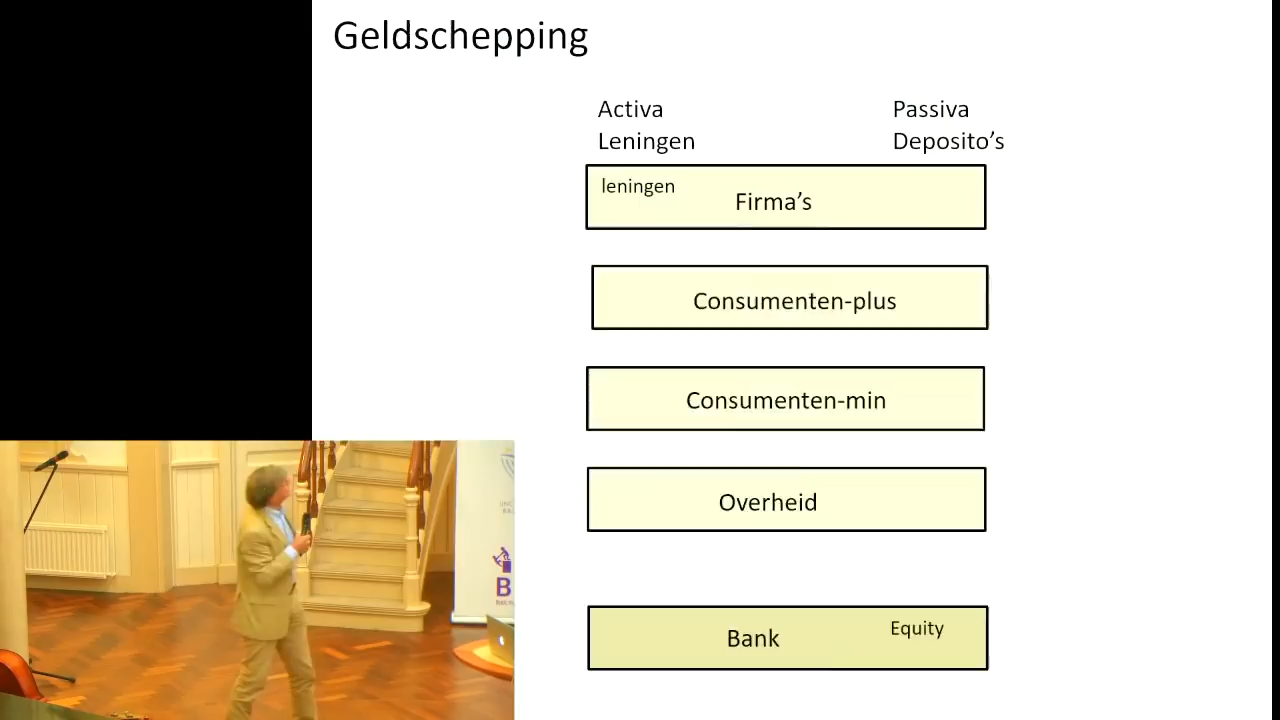 Geldschepping
Activa
Leningen
Passiva
Deposito's
leningen
Firma's
Consumenten-plus
Consumenten-min
Overheid
Bank
Equity
B